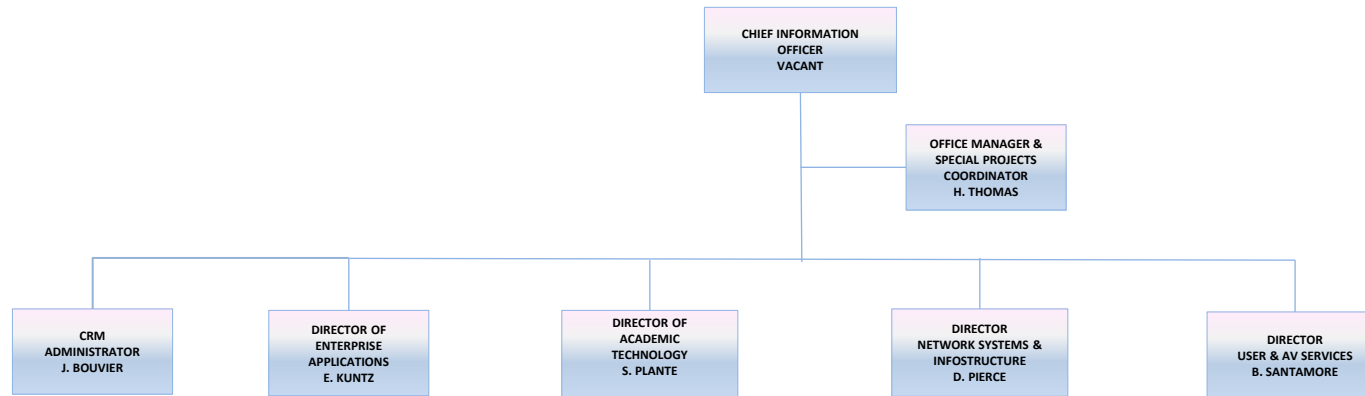 CHIEF INFORMATION
OFFICER
VACANT
OFFICE MANAGER &
SPECIAL PROJECTS
COORDINATOR
H. THOMAS
CRM
ADMINISTRATOR
J. BOUVIER
DIRECTOR OF
ENTERPRISE
APPLICATIONS
E. KUNTZ
DIRECTOR OF
ACADEMIC
TECHNOLOGY
S. PLANTE
DIRECTOR
NETWORK SYSTEMS &
INFOSTRUCTURE
D. PIERCE
DIRECTOR
USER & AV SERVICES
B. SANTAMORE